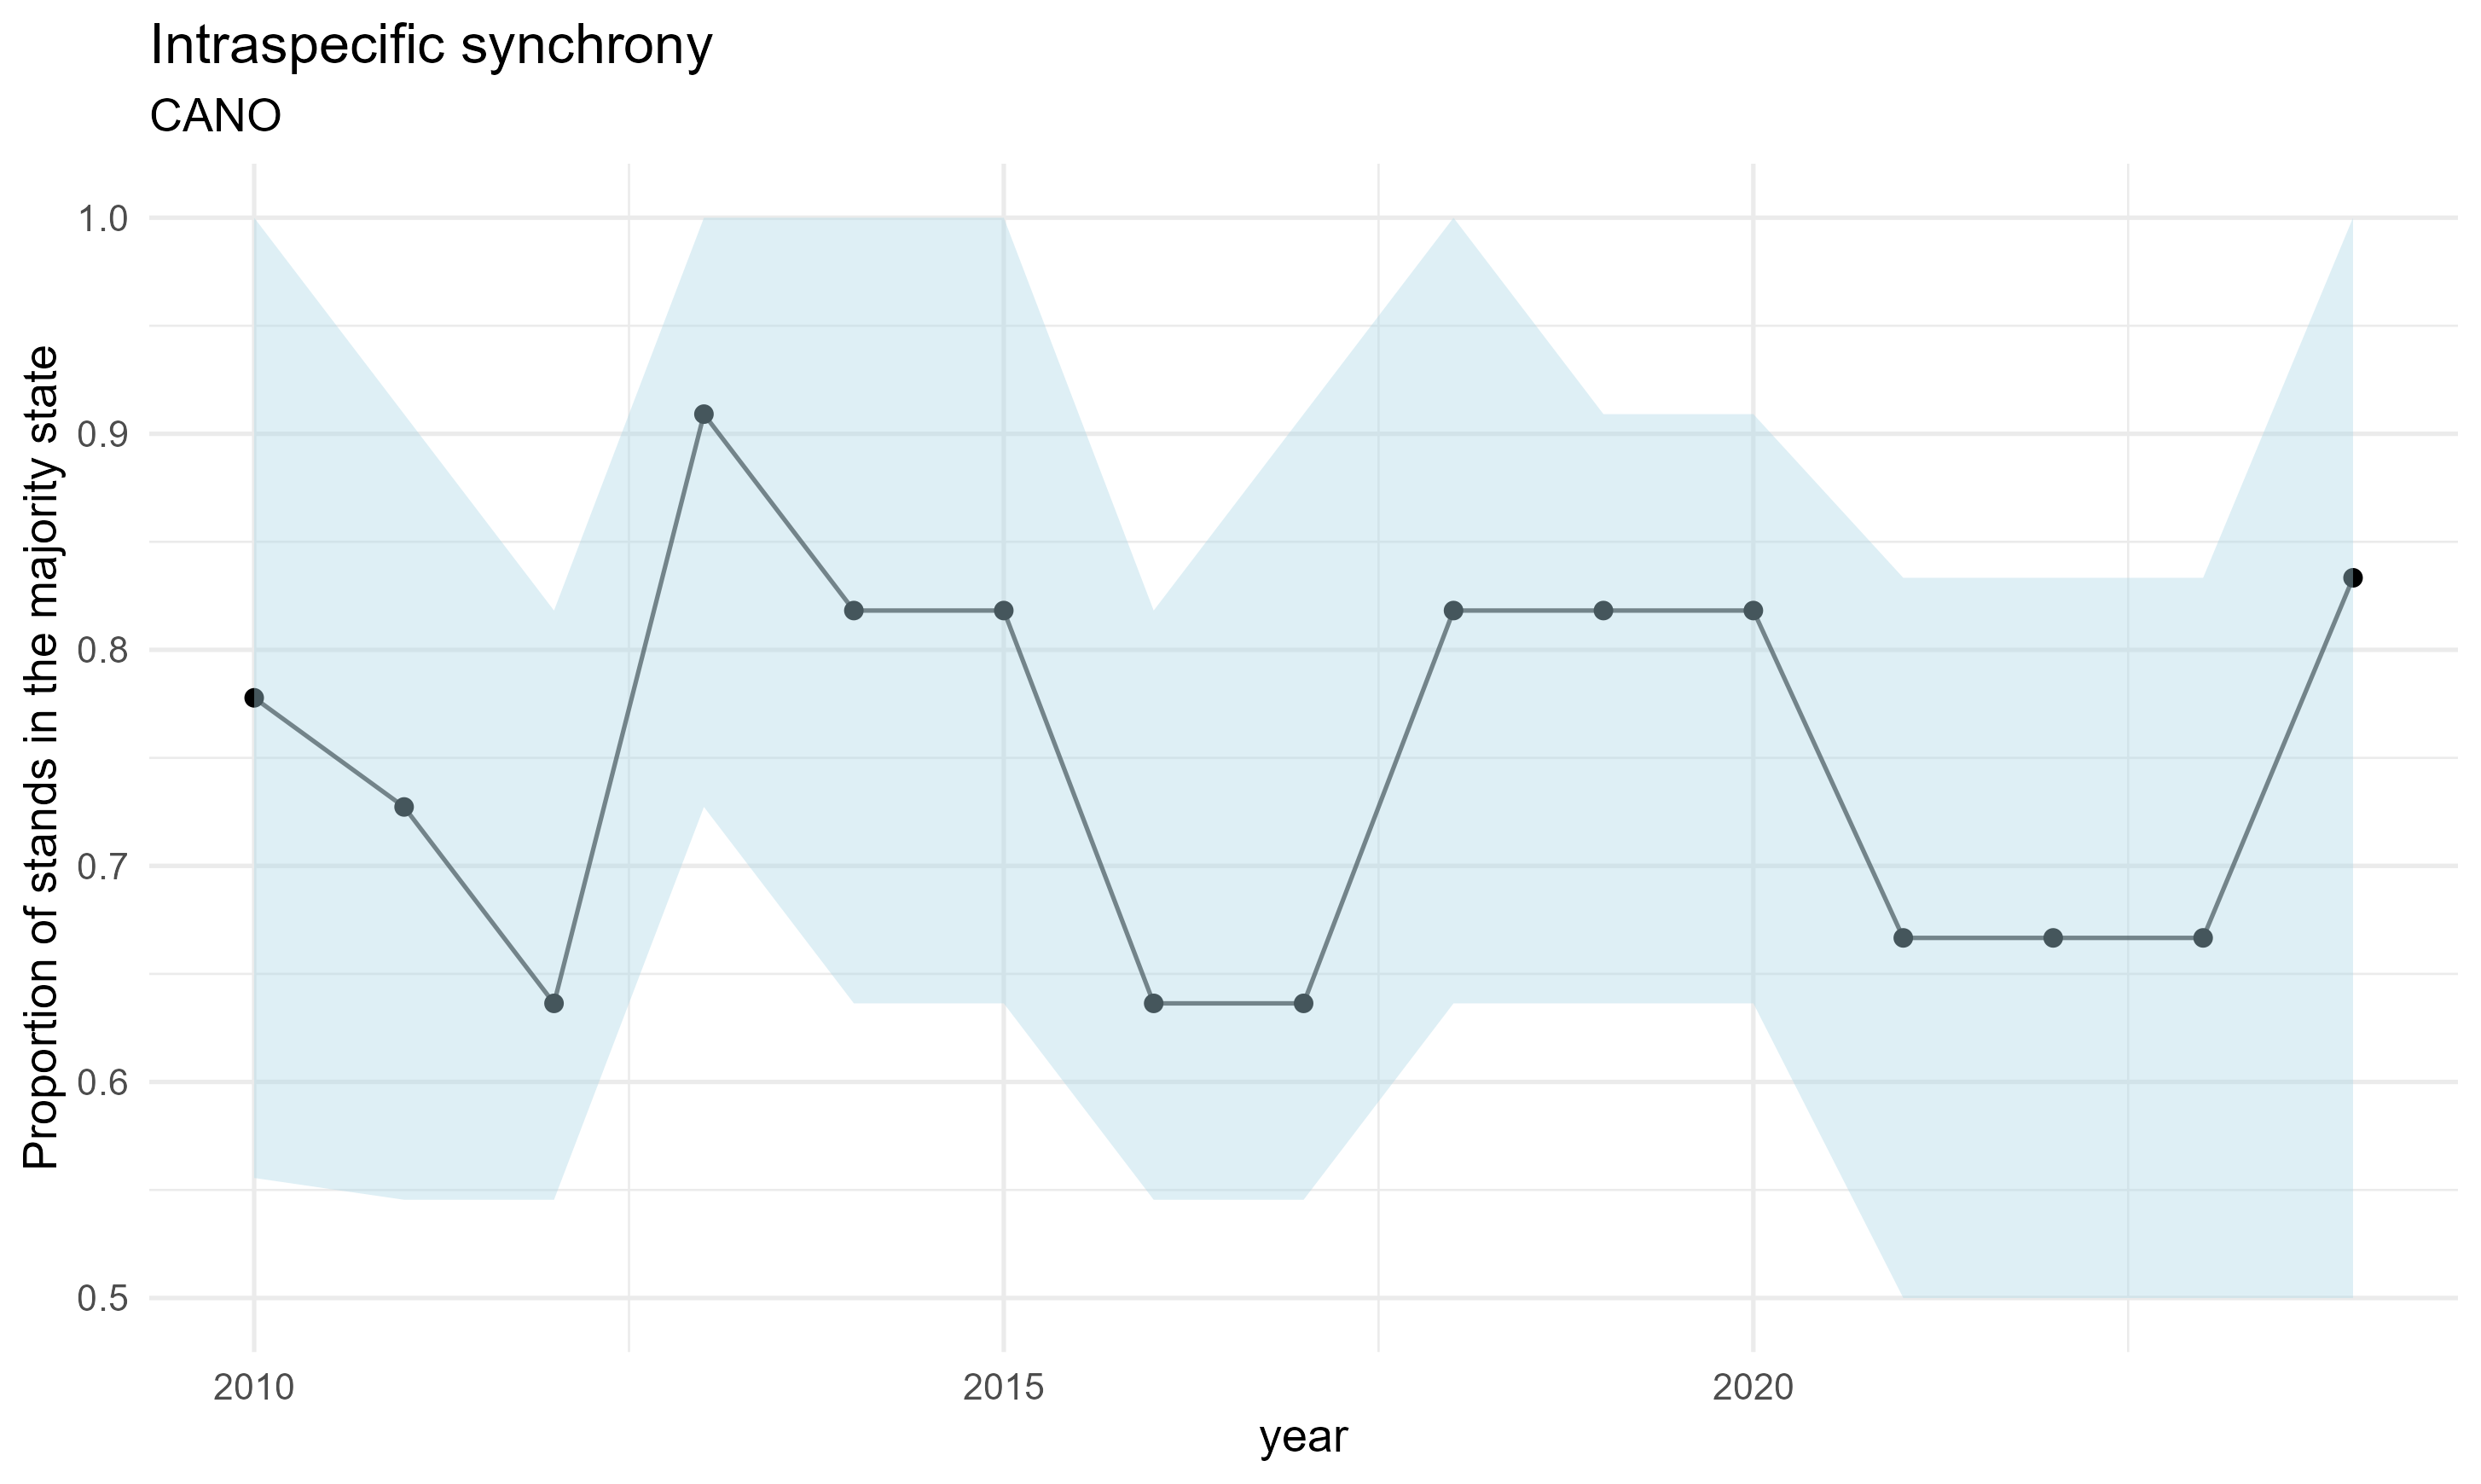 Intraspecific synchrony
CANO
Proportion of stands in the majority state
1.0
0.9
0.8
0.7
0.6
0.5
2010
2015
2020
year